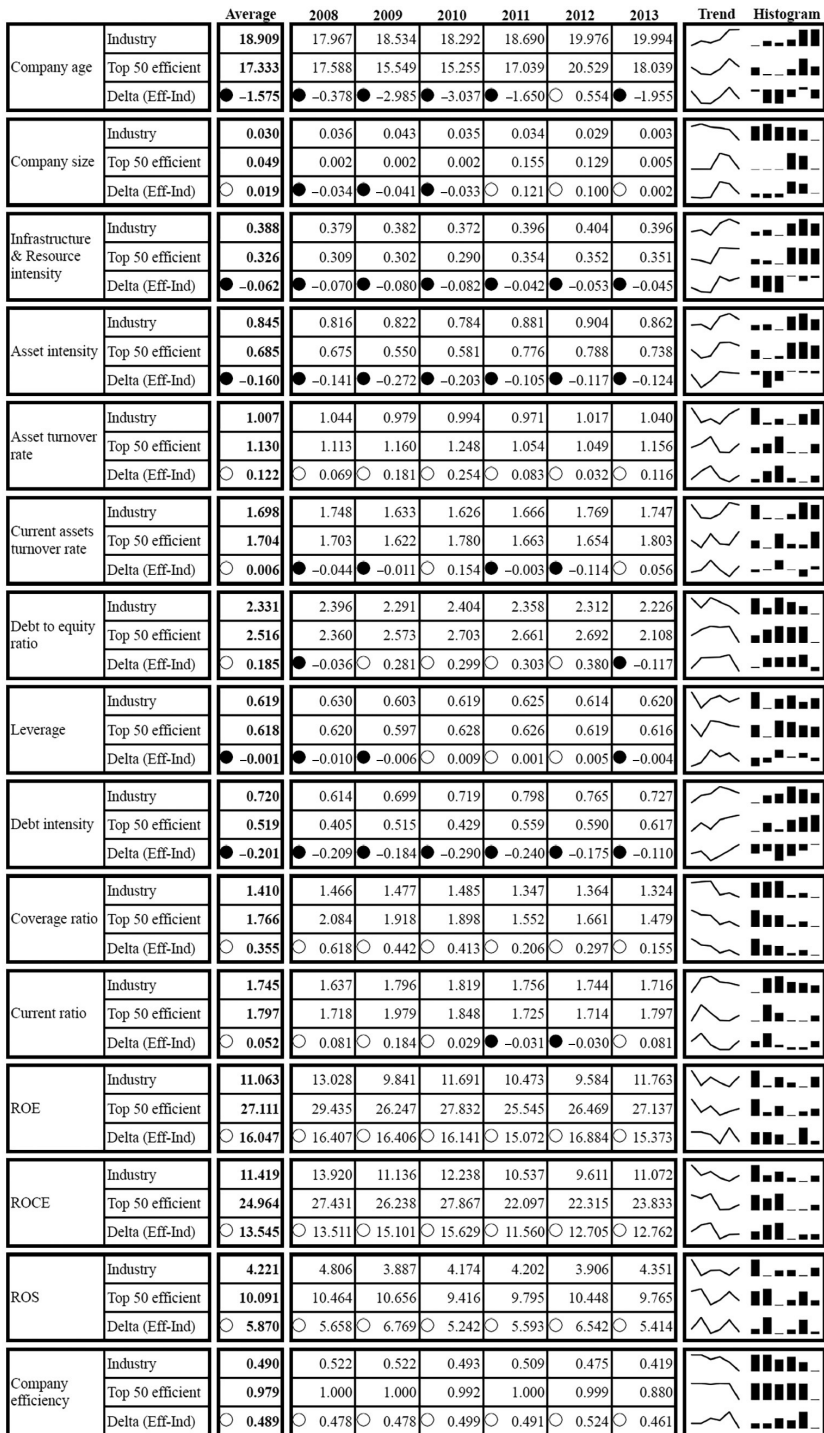 Average 2008 2009 2010 2011 2012 2013 Trend Histogram
Company age
Industry 18.909 17.967 18.534 18.292 18.690 19.976 19.994
Top 50 efficient 17.333 17.588 15.549 15.255 17.039 20.529 18.039
Delta (Eff-Ind) ● −1.575 ● −0.378 ● −2.985 ● −3.037 ● −1.650 ○ 0.554 ● −1.955
Company size
Industry 0.030 0.036 0.043 0.035 0.034 0.029 0.003
Top 50 efficient 0.049 0.002 0.002 0.002 0.155 0.129 0.005
Delta (Eff-Ind) ○ 0.019 ● −0.034 ● −0.041 ● −0.033 ○ 0.121 ○ 0.100 ○ 0.002
Infrastructure
& Resource
intensity
Industry 0.388 0.379 0.382 0.372 0.396 0.404 0.396
Top 50 efficient 0.326 0.309 0.302 0.290 0.354 0.352 0.351
Delta (Eff-Ind) ● −0.062 ● −0.070 ● −0.080 ● −0.082 ● −0.042 ● −0.053 ● −0.045
Asset intensity
Industry 0.845 0.816 0.822 0.784 0.881 0.904 0.862
Top 50 efficient 0.685 0.675 0.550 0.581 0.776 0.788 0.738
Delta (Eff-Ind) ● −0.160 ● −0.141 ● −0.272 ● −0.203 ● −0.105 ● −0.117 ● −0.124
Asset turnover
rate
Industry 1.007 1.044 0.979 0.994 0.971 1.017 1.040
Top 50 efficient 1.130 1.113 1.160 1.248 1.054 1.049 1.156
Delta (Eff-Ind) ○ 0.122 ○ 0.069 ○ 0.181 ○ 0.254 ○ 0.083 ○ 0.032 ○ 0.116
Current assets
turnover rate
Industry 1.698 1.748 1.633 1.626 1.666 1.769 1.747
Top 50 efficient 1.704 1.703 1.622 1.780 1.663 1.654 1.803
Delta (Eff-Ind) ○ 0.006 ● −0.044 ● −0.011 ○ 0.154 ● −0.003 ● −0.114 ○ 0.056
Debt to equity
ratio
Industry 2.331 2.396 2.291 2.404 2.358 2.312 2.226
Top 50 efficient 2.516 2.360 2.573 2.703 2.661 2.692 2.108
Delta (Eff-Ind) ○ 0.185 ● −0.036 ○ 0.281 ○ 0.299 ○ 0.303 ○ 0.380 ● −0.117
Leverage
Industry 0.619 0.630 0.603 0.619 0.625 0.614 0.620
Top 50 efficient 0.618 0.620 0.597 0.628 0.626 0.619 0.616
Delta (Eff-Ind) ● −0.001 ● −0.010 ● −0.006 ○ 0.009 ○ 0.001 ○ 0.005 ● −0.004
Debt intensity
Industry 0.720 0.614 0.699 0.719 0.798 0.765 0.727
Top 50 efficient 0.519 0.405 0.515 0.429 0.559 0.590 0.617
Delta (Eff-Ind) ● −0.201 ● −0.209 ● −0.184 ● −0.290 ● −0.240 ● −0.175 ● −0.110
Coverage ratio
Industry 1.410 1.466 1.477 1.485 1.347 1.364 1.324
Top 50 efficient 1.766 2.084 1.918 1.898 1.552 1.661 1.479
Delta (Eff-Ind) ○ 0.355 ○ 0.618 ○ 0.442 ○ 0.413 ○ 0.206 ○ 0.297 ○ 0.155
Current ratio
Industry 1.745 1.637 1.796 1.819 1.756 1.744 1.716
Top 50 efficient 1.797 1.718 1.979 1.848 1.725 1.714 1.797
Delta (Eff-Ind) ○ 0.052 ○ 0.081 ○ 0.184 ○ 0.029 ● −0.031 ● −0.030 ○ 0.081
ROE
Industry 11.063 13.028 9.841 11.691 10.473 9.584 11.763
Top 50 efficient 27.111 29.435 26.247 27.832 25.545 26.469 27.137
Delta (Eff-Ind) ○ 16.047 ○ 16.407 ○ 16.406 ○ 16.141 ○ 15.072 ○ 16.884 ○ 15.373
ROCE
Industry 11.419 13.920 11.136 12.238 10.537 9.611 11.072
Top 50 efficient 24.964 27.431 26.238 27.867 22.097 22.315 23.833
Delta (Eff-Ind) ○ 13.545 ○ 13.511 ○ 15.101 ○ 15.629 ○ 11.560 ○ 12.705 ○ 12.762
ROS
Industry 4.221 4.806 3.887 4.174 4.202 3.906 4.351
Top 50 efficient 10.091 10.464 10.656 9.416 9.795 10.448 9.765
Delta (Eff-Ind) ○ 5.870 ○ 5.658 ○ 6.769 ○ 5.242 ○ 5.593 ○ 6.542 ○ 5.414
Company
efficiency
Industry 0.490 0.522 0.522 0.493 0.509 0.475 0.419
Top 50 efficient 0.979 1.000 1.000 0.992 1.000 0.999 0.880
Delta (Eff-Ind) ○ 0.489 ○ 0.478 ○ 0.478 ○ 0.499 ○ 0.491 ○ 0.524 ○ 0.461